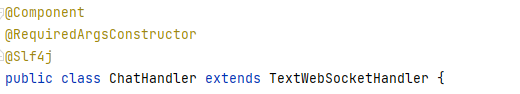 @Component
@RequiredArgsConstructor
@Slf4j
public class ChatHandler extends TextWebSocketHandler {